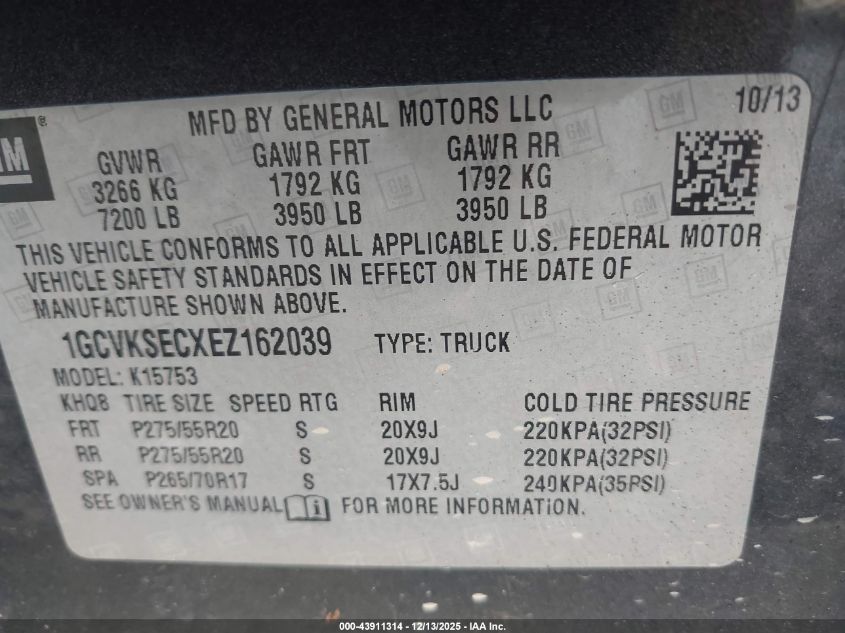 GM®
MFD BY GENERAL MOTORS LLC
10/13
GVWR GAWR FRT GAWR RR
3266 KG 1792 KG 1792 KG
7200 LB 3950 LB 3950 LB
THIS VEHICLE CONFORMS TO ALL APPLICABLE U.S. FEDERAL MOTOR
VEHICLE SAFETY STANDARDS IN EFFECT ON THE DATE OF
MANUFACTURE SHOWN ABOVE.
1GCVKSECXEZ162039 TYPE: TRUCK
MODEL: K15753
KHQ8 TIRE SIZE SPEED RTG RIM COLD TIRE PRESSURE
FRT P275/55R20 S 20X9J 220KPA(32PSI)
RR P275/55R20 S 20X9J 220KPA(32PSI)
SPA P265/70R17 S 17X7.5J 240KPA(35PSI)
SEE OWNER'S MANUAL FOR MORE INFORMATION.
000-43911314 - 12/13/2025 - IAA Inc.